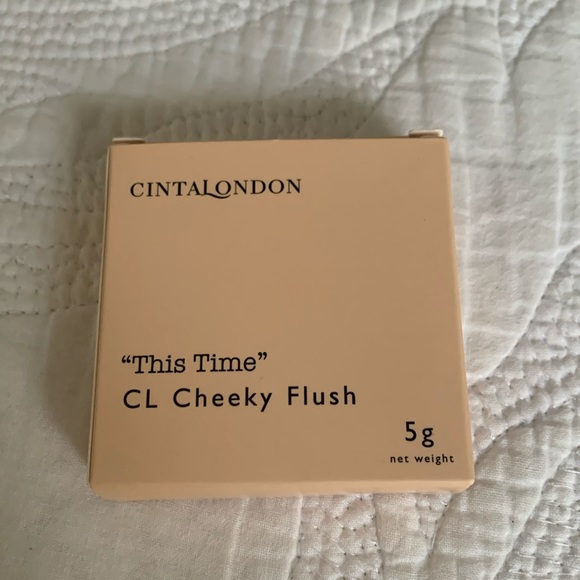 CINTALONDON
“This Time”
CL Cheeky Flush
5g
net weight